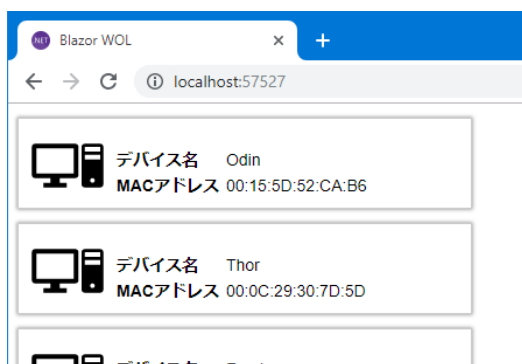 NET Blazor WOL
localhost:57527
デバイス名 Odin
MACアドレス 00:15:5D:52:CA:B6
デバイス名 Thor
MACアドレス 00:0C:29:30:7D:5D